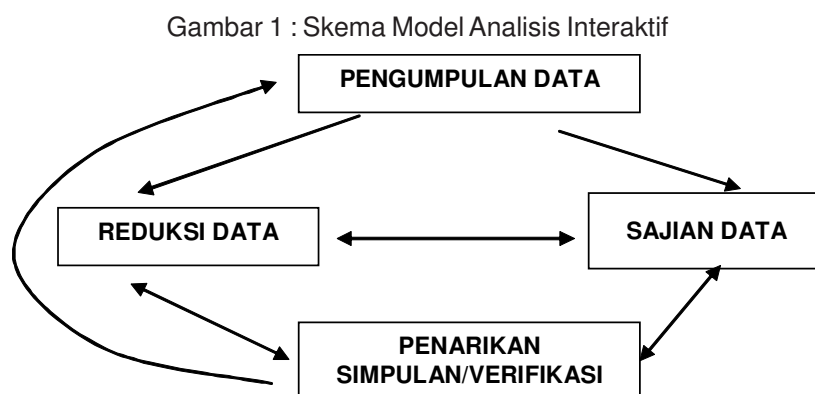 Gambar 1 : Skema Model Analisis Interaktif
PENGUMPULAN DATA
REDUKSI DATA
SAJIAN DATA
PENARIKAN
SIMPULAN/VERIFIKASI